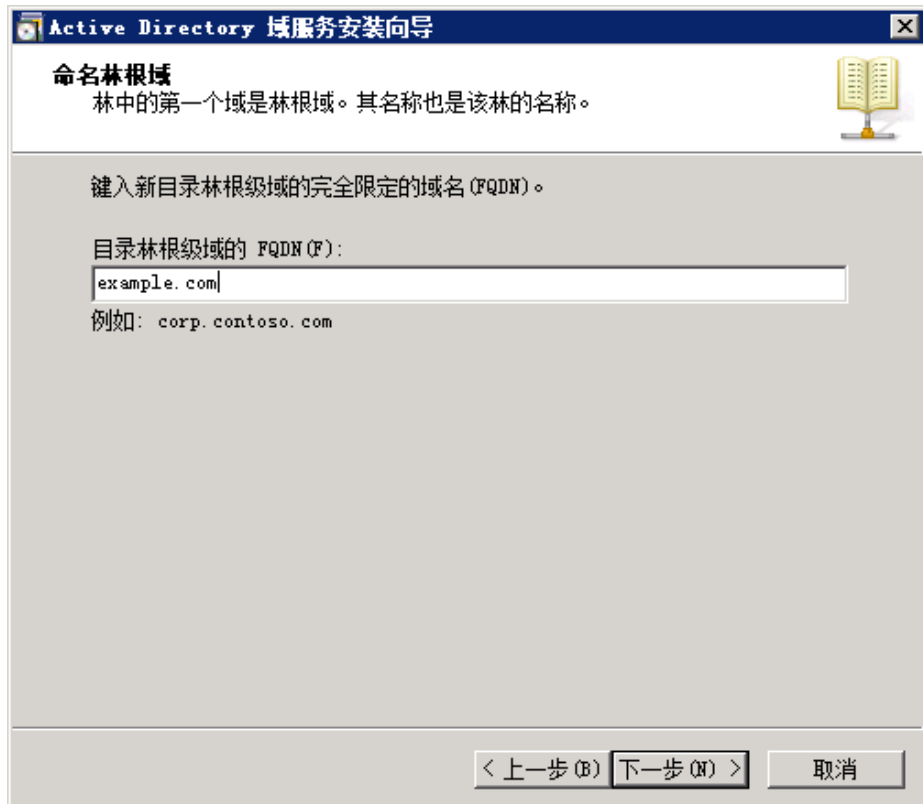 Active Directory 域服务安装向导
命名林根域
林中的第一个域是林根域。其名称也是该林的名称。
键入新目录林根级域的完全限定的域名(FQDN)。
目录林根级域的 FQDN(F):
example.com
例如: corp.contoso.com
< 上一步(B) 下一步(N) > 取消